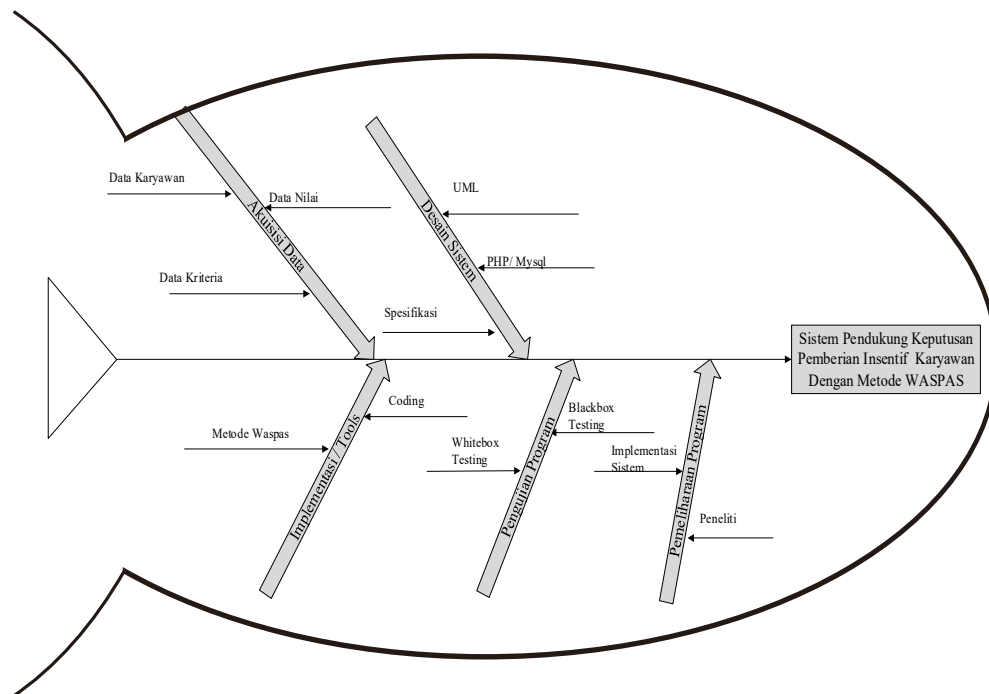 Data Karyawan
Data Nilai
Akuisisi Data
Data Kriteria
UML
Desain Sistem
PHP/ Mysql
Spesifikasi
Sistem Pendukung Keputusan
Pemberian Insentif Karyawan
Dengan Metode WASPAS
Coding
Metode Waspas
Implementasi / Tools
Blackbox
Testing
Whitebox
Testing
Pengujian Program
Implementasi
Sistem
Peneliti
Pemeliharaan Program